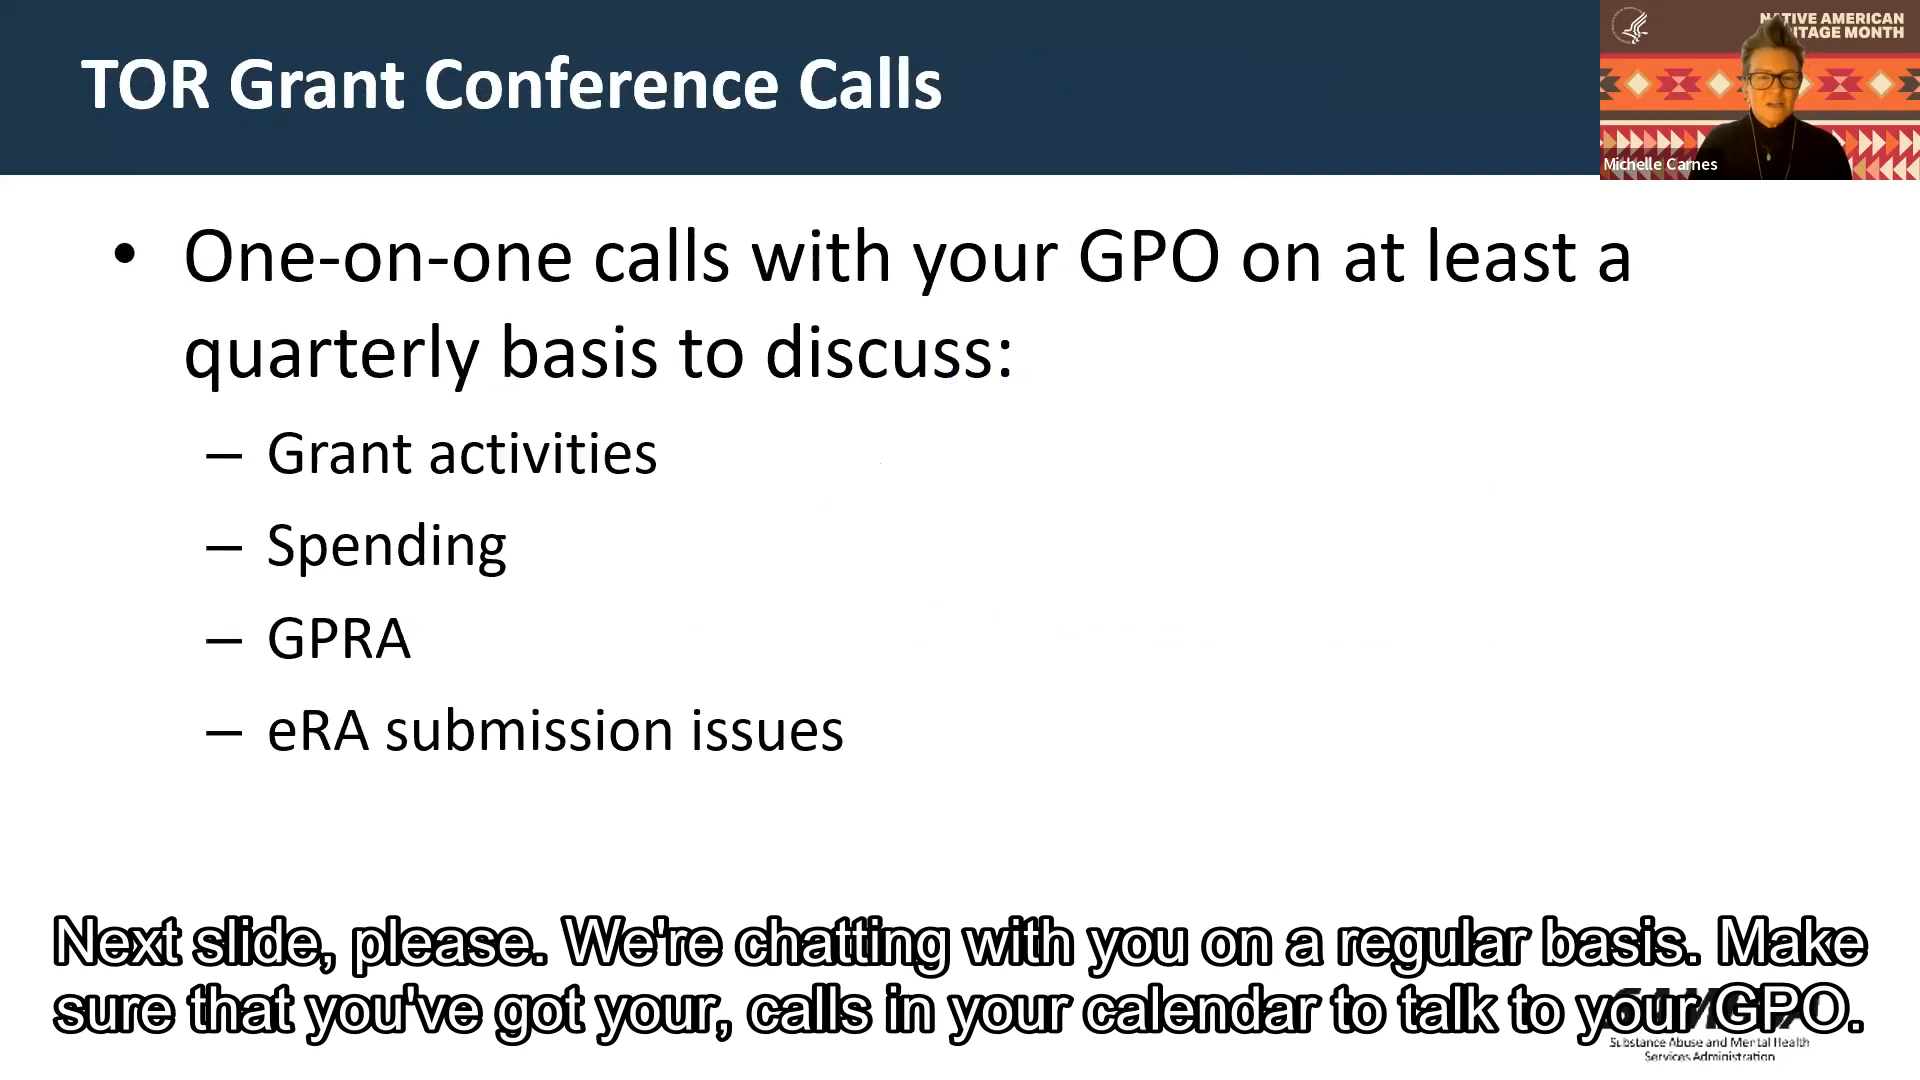 TOR Grant Conference Calls
NATIVE AMERICAN
HERITAGE MONTH
Michelle Carnes
• One-on-one calls with your GPO on at least a
quarterly basis to discuss:
– Grant activities
– Spending
– GPRA
– eRA submission issues
Next slide, please. We're chatting with you on a regular basis. Make
sure that you've got your, calls in your calendar to talk to your GPO.
Substance Abuse and Mental Health
Services Administration